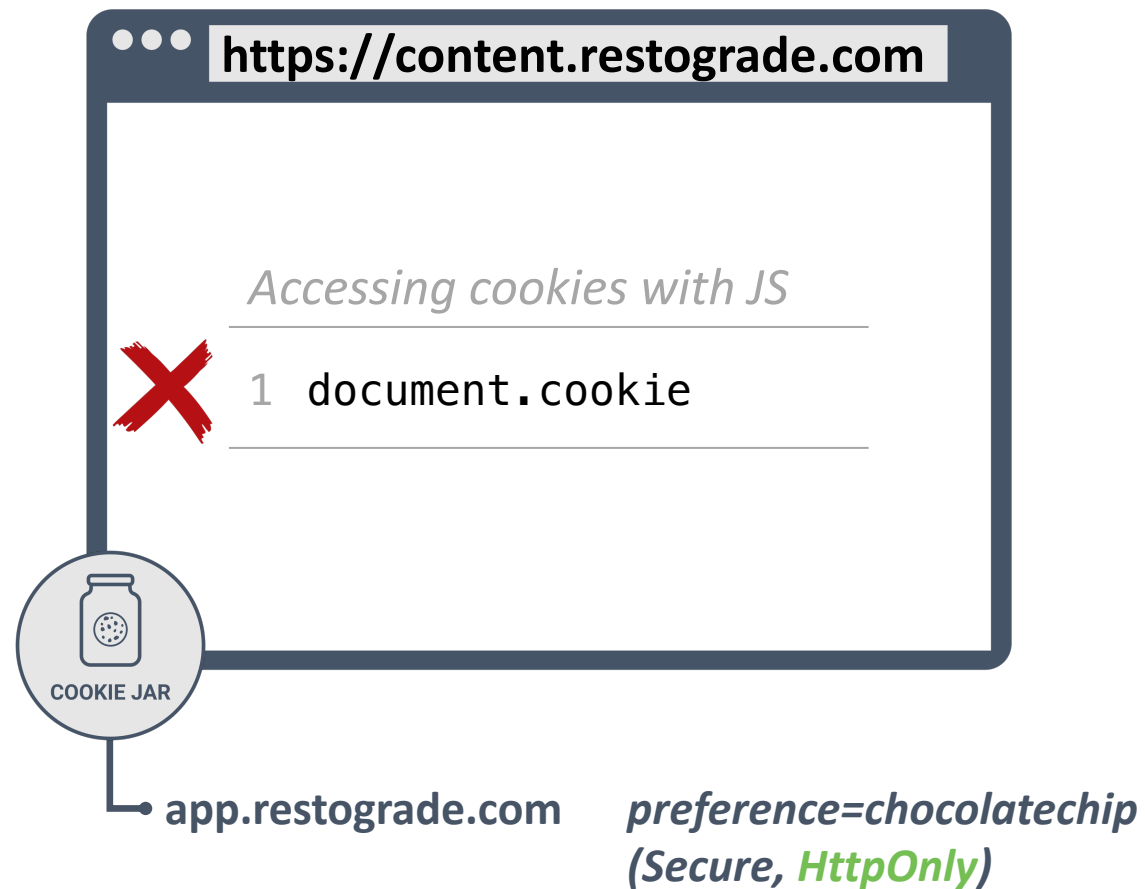 https://content.restograde.com
Accessing cookies with JS
1 document.cookie
COOKIE JAR
app.restograde.com preference=chocolatechip
(Secure, HttpOnly)